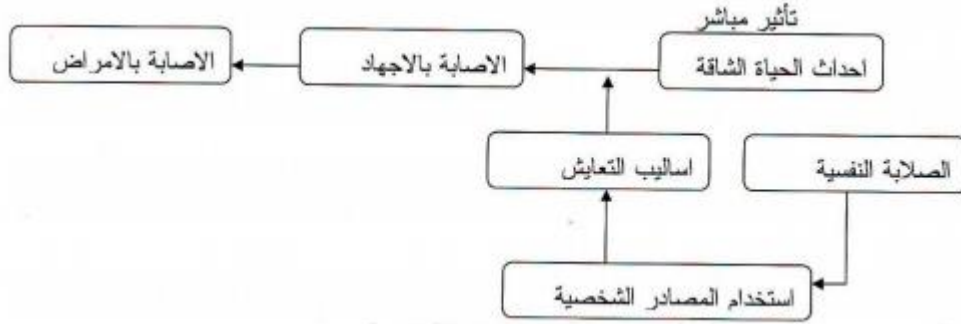 تأثير مباشر
احداث الحياة الشاقة
الاصابة بالاجهاد
الاصابة بالامراض
الصلابة النفسية
اساليب التعايش
استخدام المصادر الشخصية